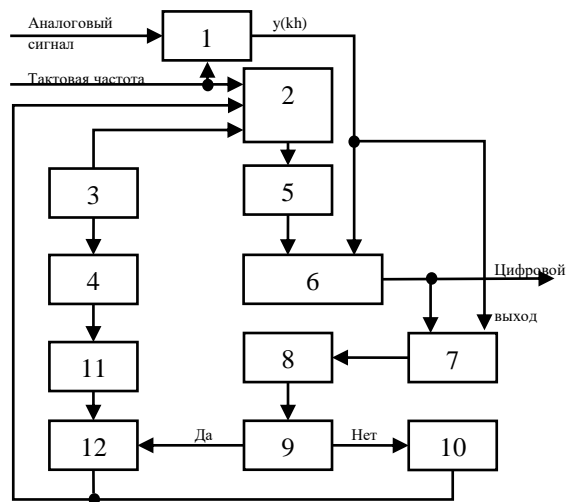 Аналоговый
сигнал
1
y(kh)
Тактовая частота
2
3
5
4
6
Цифровой
выход
11
8
7
12
Да
9
Нет
10